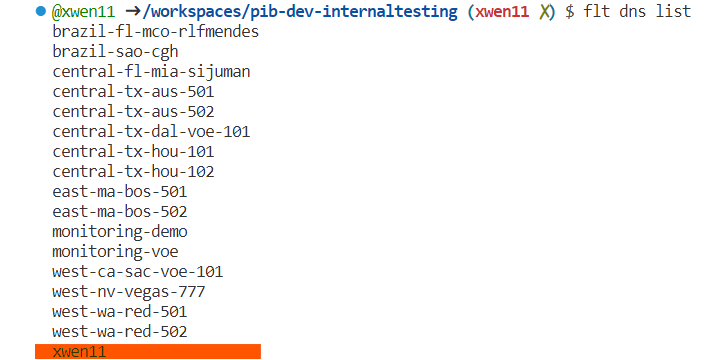 @xwen11 ➜/workspaces/pib-dev-internaltesting (xwen11 ✗) $ flt dns list
brazil-fl-mco-rlfmendes
brazil-sao-cgh
central-fl-mia-sijuman
central-tx-aus-501
central-tx-aus-502
central-tx-dal-voe-101
central-tx-hou-101
central-tx-hou-102
east-ma-bos-501
east-ma-bos-502
monitoring-demo
monitoring-voe
west-ca-sac-voe-101
west-nv-vegas-777
west-wa-red-501
west-wa-red-502
xwen11